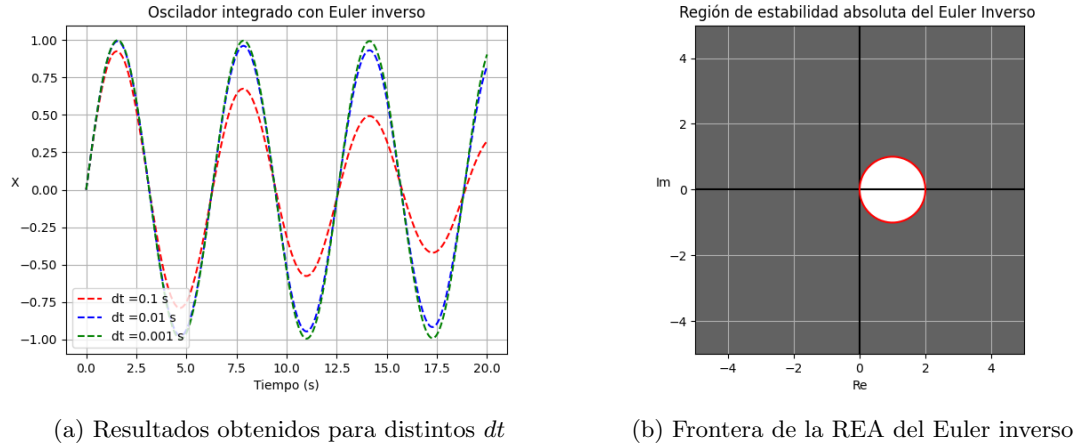 Oscilador integrado con Euler inverso
1.00
0.75
0.50
0.25
X
0.00
−0.25
−0.50
−0.75
−1.00
dt =0.1 s
dt =0.01 s
dt =0.001 s
0.0 2.5 5.0 7.5 10.0 12.5 15.0 17.5 20.0
Tiempo (s)
(a) Resultados obtenidos para distintos dt
Región de estabilidad absoluta del Euler Inverso
4
2
Im
0
−2
−4
−4 −2 0 2 4
Re
(b) Frontera de la REA del Euler inverso